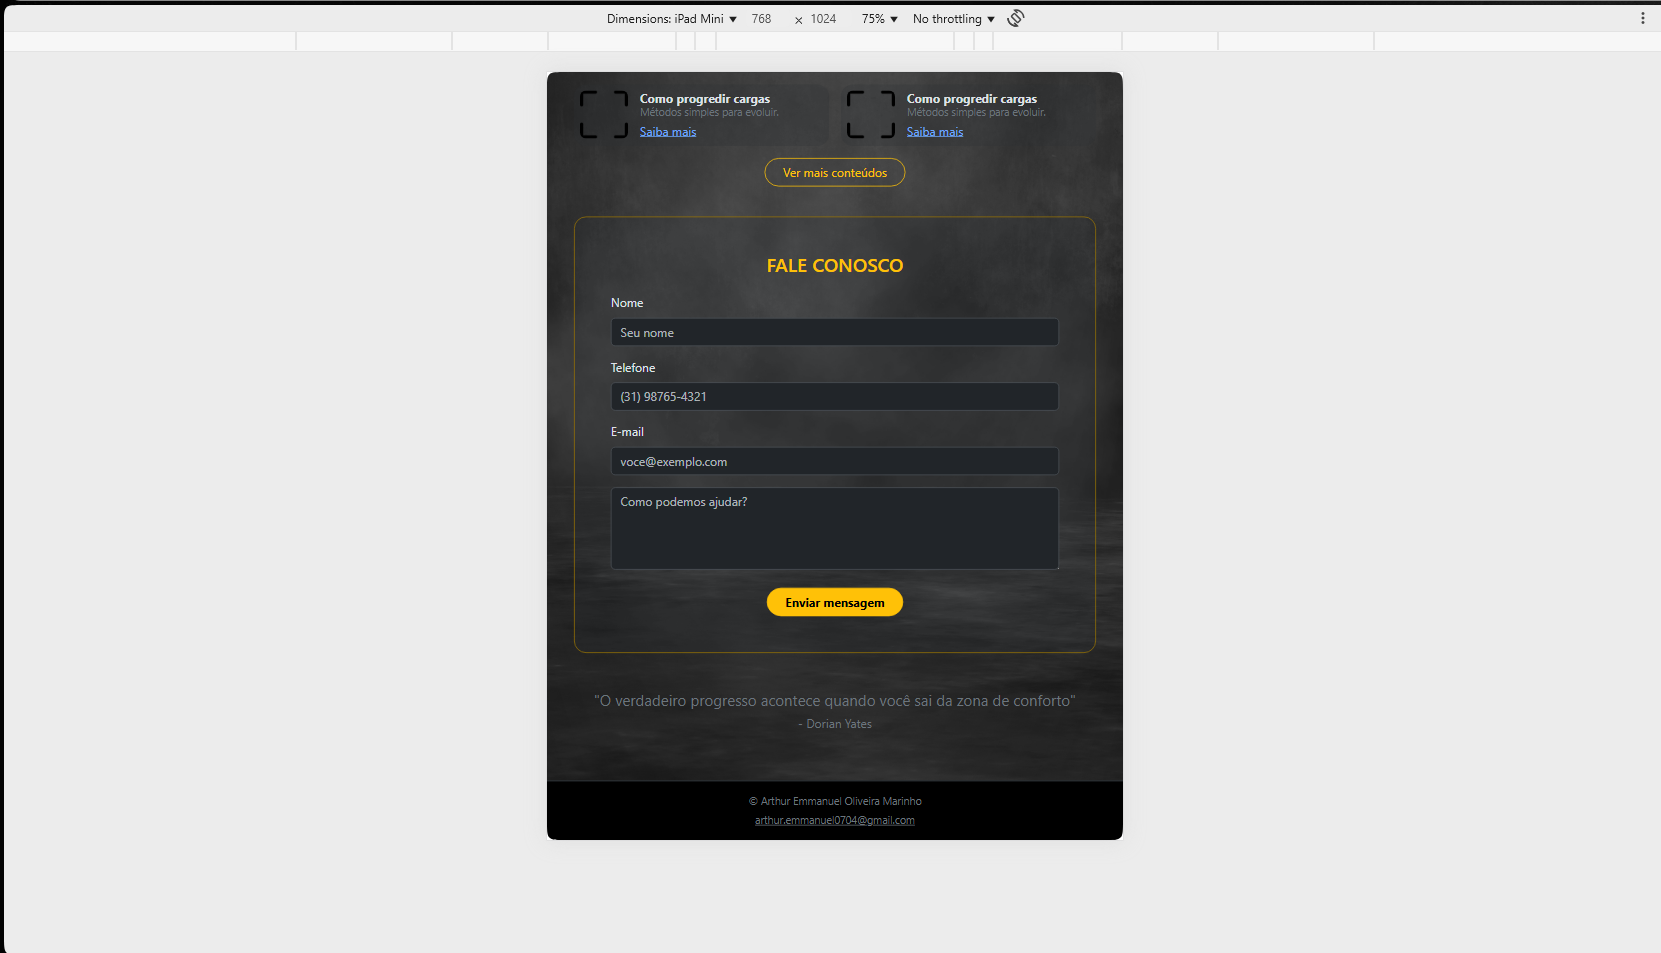 Dimensions: iPad Mini ▼ 768 × 1024 75% ▼ No throttling ▼
Como progredir cargas
Métodos simples para evoluir.
Saiba mais
Como progredir cargas
Métodos simples para evoluir.
Saiba mais
Ver mais conteúdos
FALE CONOSCO
Nome
Seu nome
Telefone
(31) 98765-4321
E-mail
voce@exemplo.com
Como podemos ajudar?
Enviar mensagem
"O verdadeiro progresso acontece quando você sai da zona de conforto"
- Dorian Yates
© Arthur Emmanuel Oliveira Marinho
arthur.emmanuel0704@gmail.com